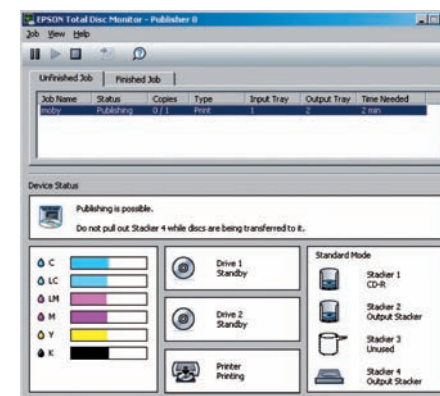 EPSON Total Disc Monitor - Publisher 0
Job View Help
Unfinished Job Finished Job
Job Name Status Copies Type Input Tray Output Tray Time Needed
moby Publishing 0 / 1 Print 1 2 2 min
Device Status
Publishing is possible.
Do not pull out Stacker 4 while discs are being transferred to it.
C
LC
LM
M
Y
K
Drive 1
Standby
Drive 2
Standby
Printer
Printing
Standard Mode
Stacker 1
CD-R
Stacker 2
Output Stacker
Stacker 3
Unused
Stacker 4
Output Stacker